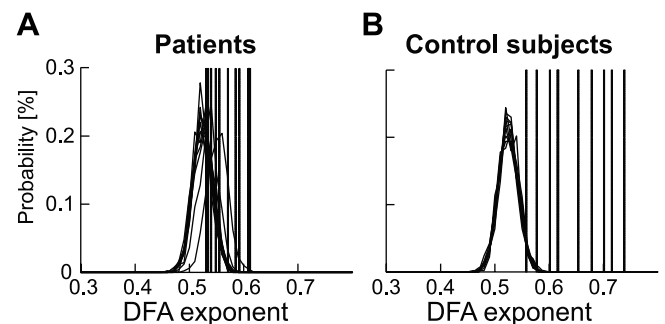 A
Patients
B
Control subjects
Probability [%]
0.3
0.2
0.1
0
0.3 0.4 0.5 0.6 0.7
DFA exponent
0.3 0.4 0.5 0.6 0.7
DFA exponent